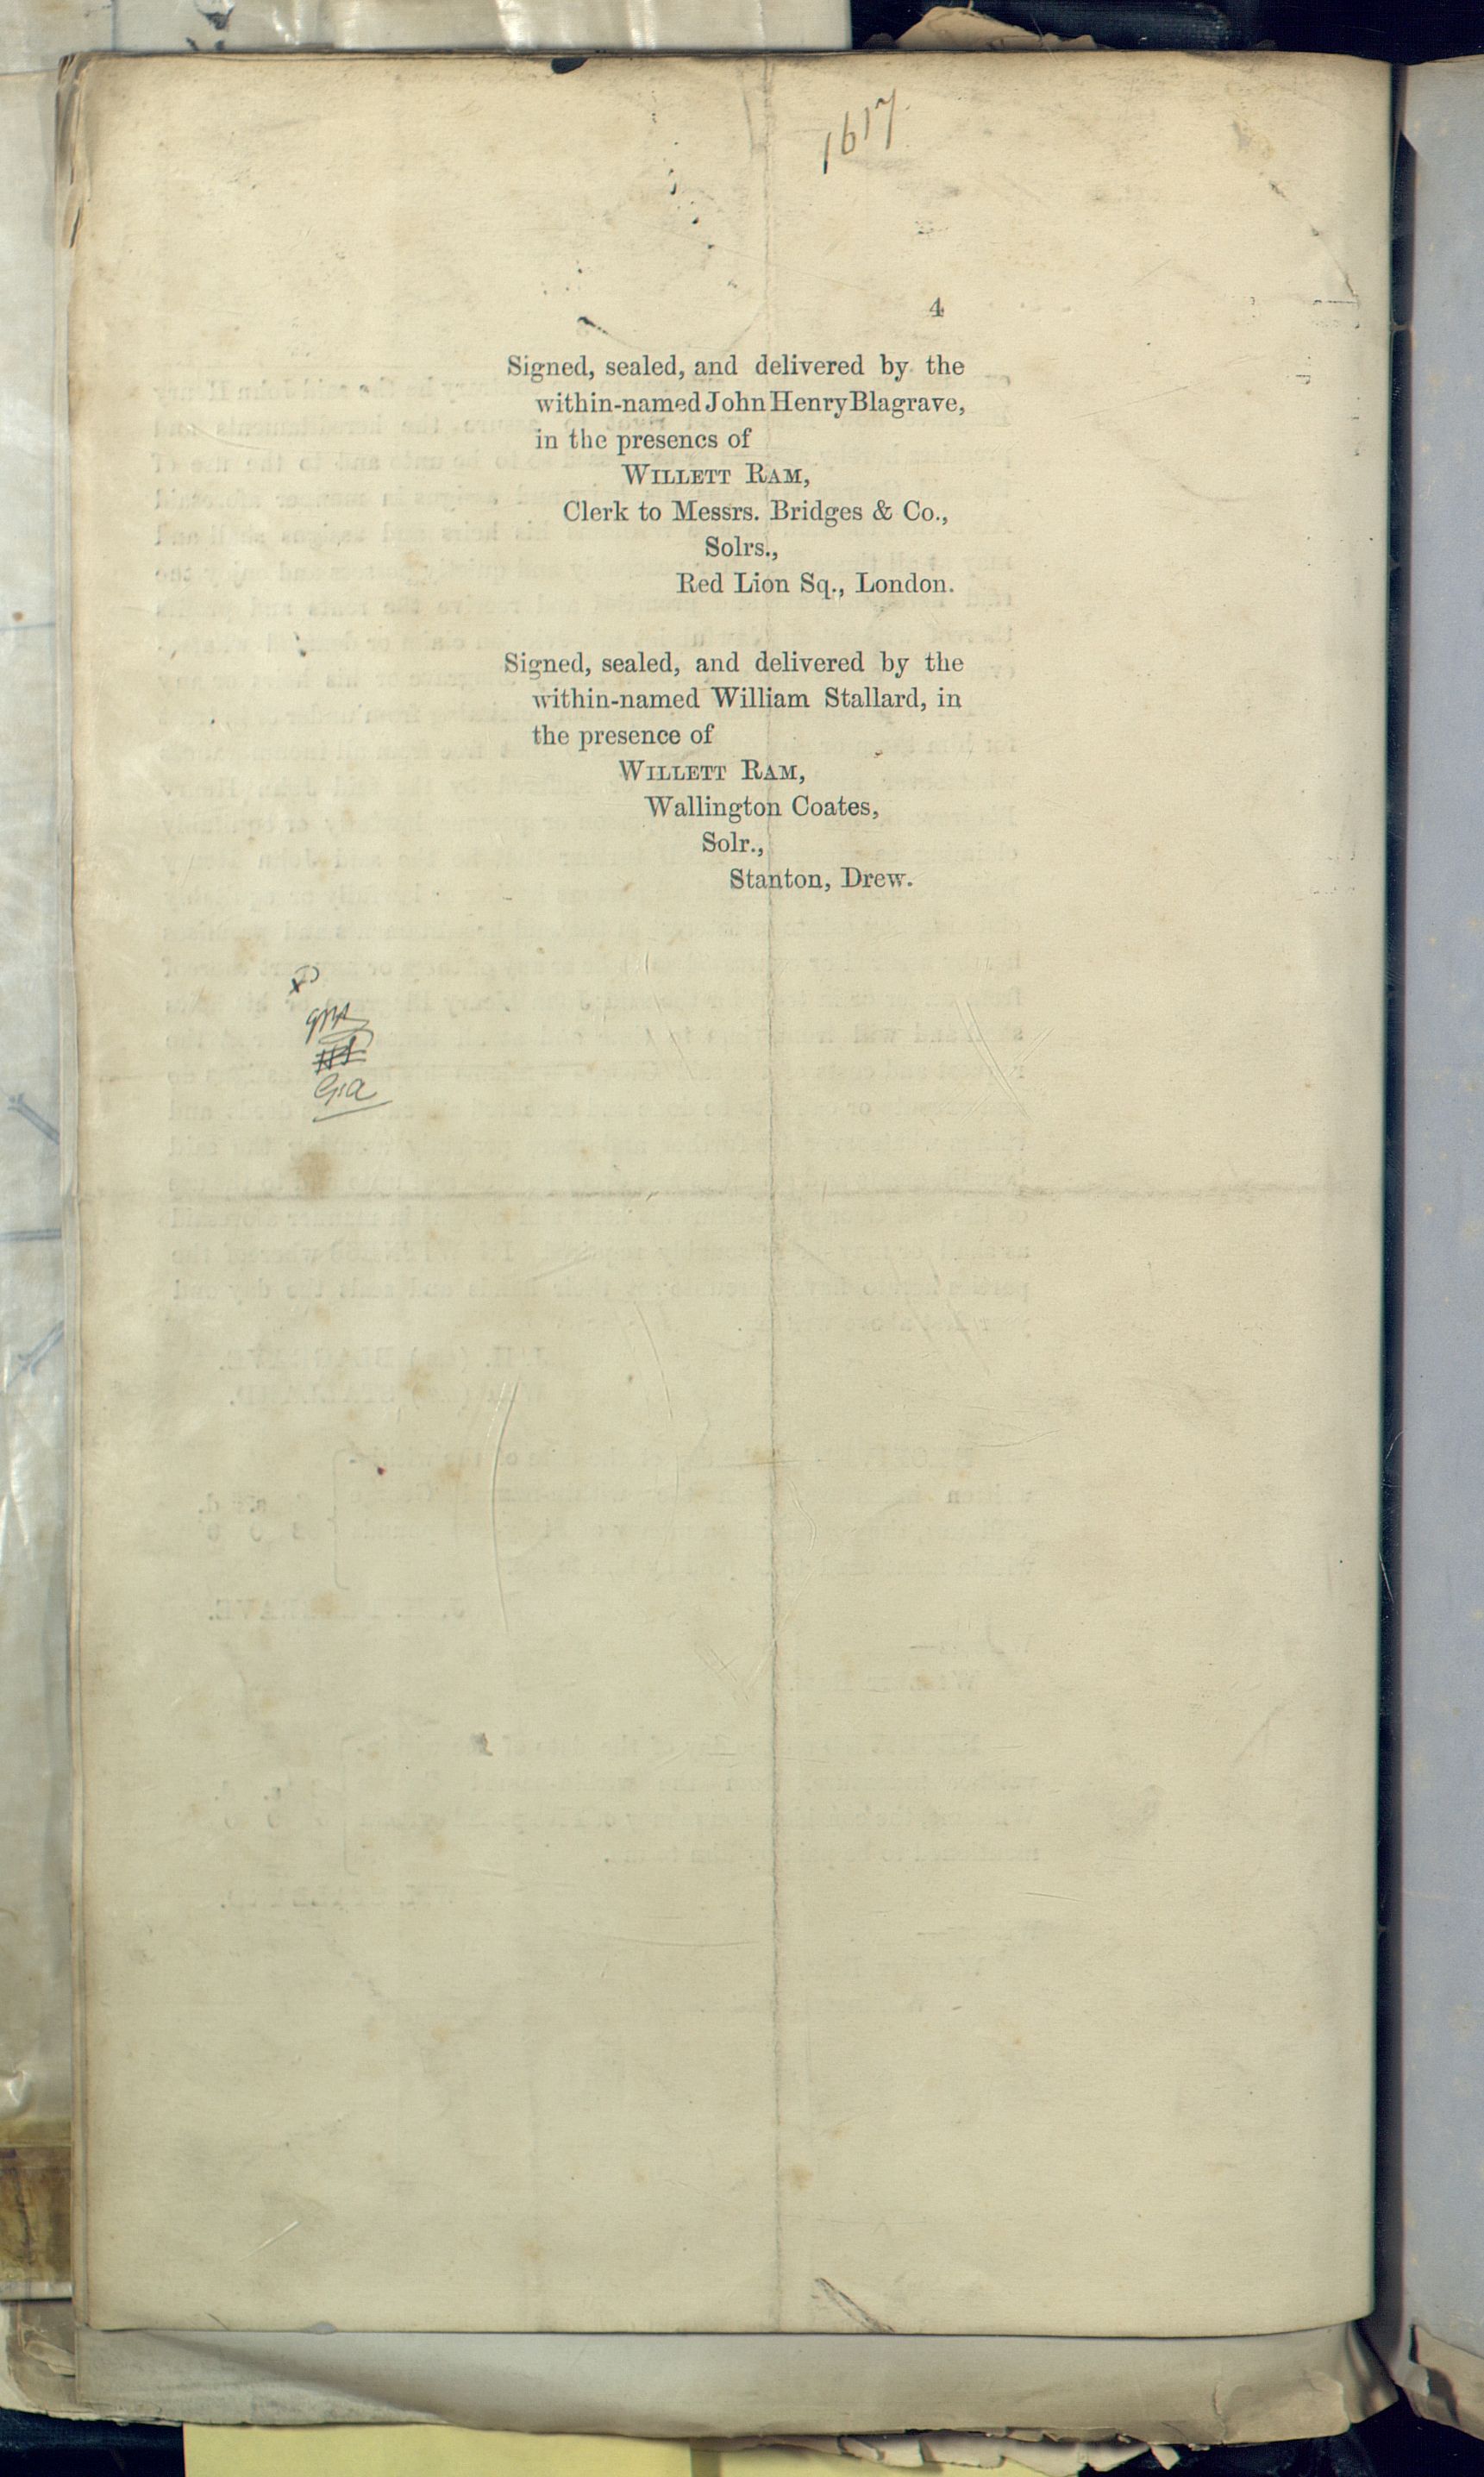 1617
4
Signed, sealed, and delivered by the
within-named John Henry Blagrave,
in the presencs of
WILLETT RAM,
Clerk to Messrs. Bridges & Co.,
Solrs.,
Red Lion Sq., London.
Signed, sealed, and delivered by the
within-named William Stallard, in
the presence of
WILLETT RAM,
Wallington Coates,
Solr.,
Stanton, Drew.